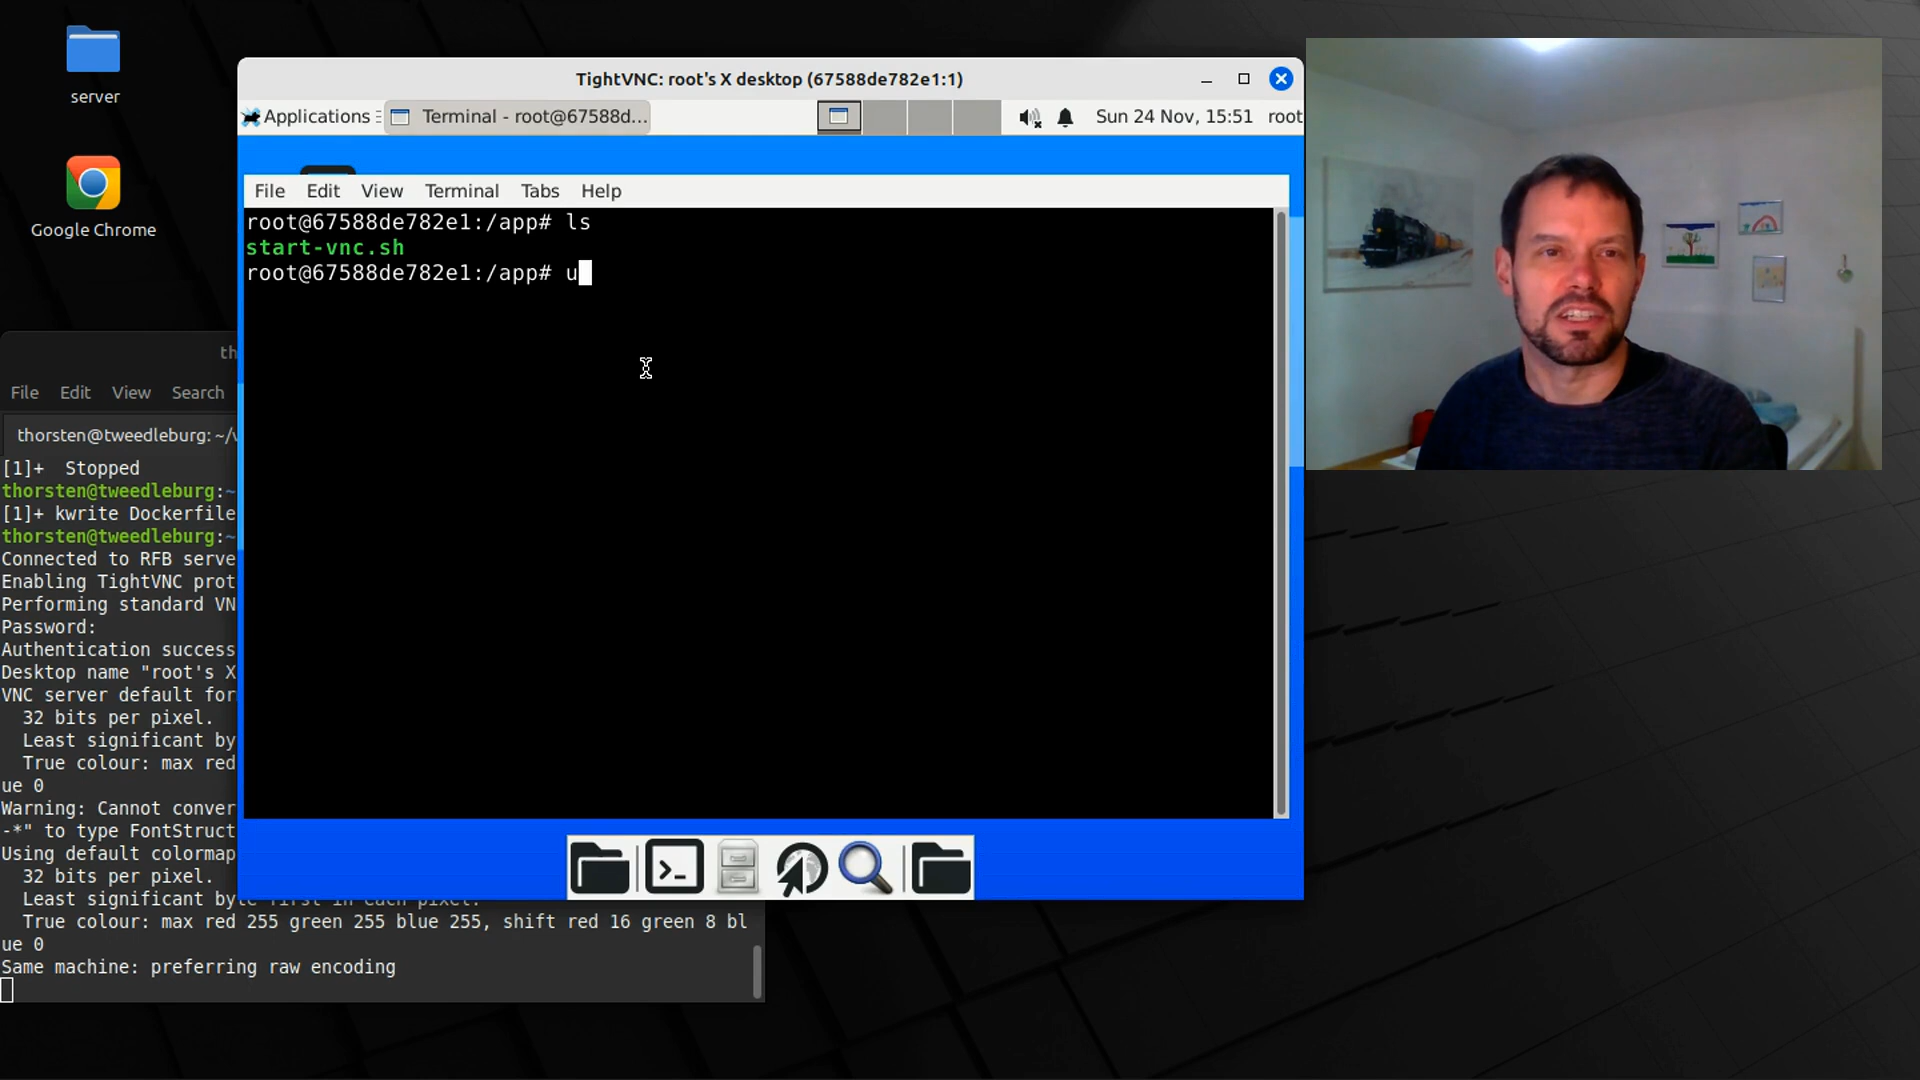 server
Google Chrome
TightVNC: root's X desktop (67588de782e1:1)
Applications
Terminal - root@67588d...
Sun 24 Nov, 15:51
root
File Edit View Terminal Tabs Help
root@67588de782e1:/app# ls
start-vnc.sh
root@67588de782e1:/app# u
th
File Edit View Search
thorsten@tweedleburg: ~/v
[1]+  Stopped
thorsten@tweedleburg:~
[1]+ kwrite Dockerfile
thorsten@tweedleburg:~
Connected to RFB serve
Enabling TightVNC prot
Performing standard VN
Password:
Authentication success
Desktop name "root's X
VNC server default for
32 bits per pixel.
Least significant by
True colour: max red
ue 0
Warning: Cannot conver
-*" to type FontStruct
Using default colormap
32 bits per pixel.
Least significant byte first in each pixel.
True colour: max red 255 green 255 blue 255, shift red 16 green 8 bl
ue 0
Same machine: preferring raw encoding